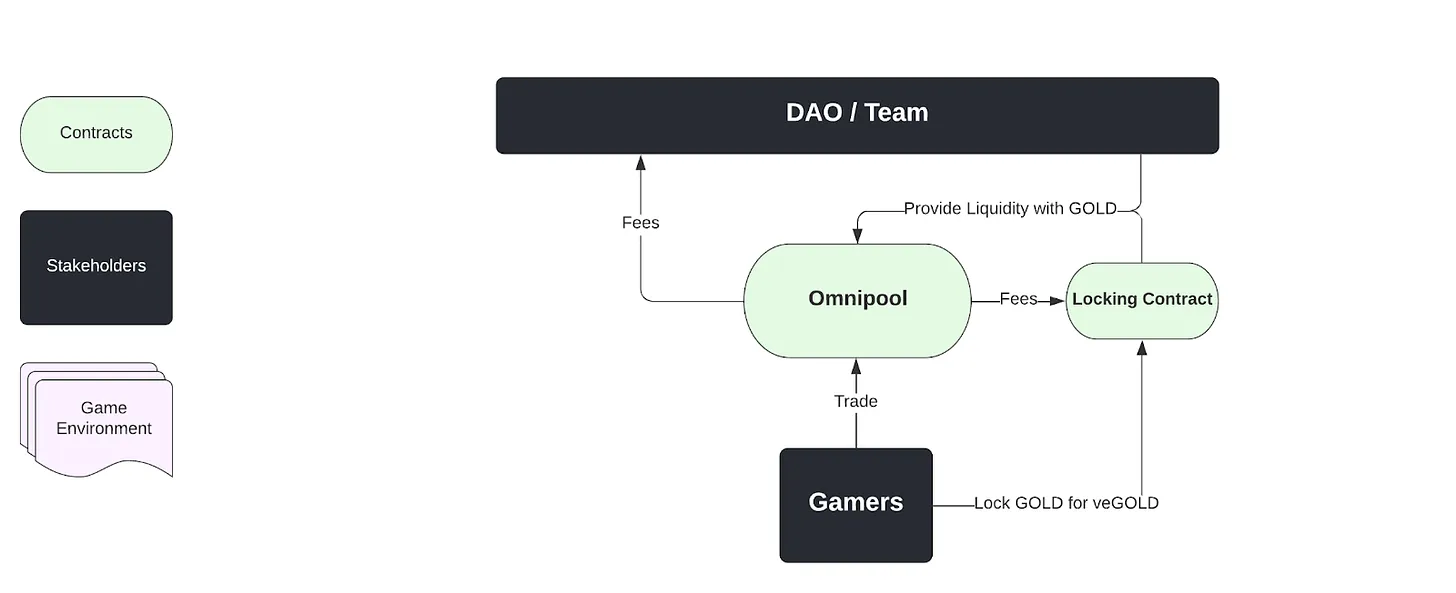 Contracts
Stakeholders
Game
Environment
DAO / Team
Provide Liquidity with GOLD
Fees
Omnipool
Fees
Locking Contract
Trade
Gamers
Lock GOLD for veGOLD